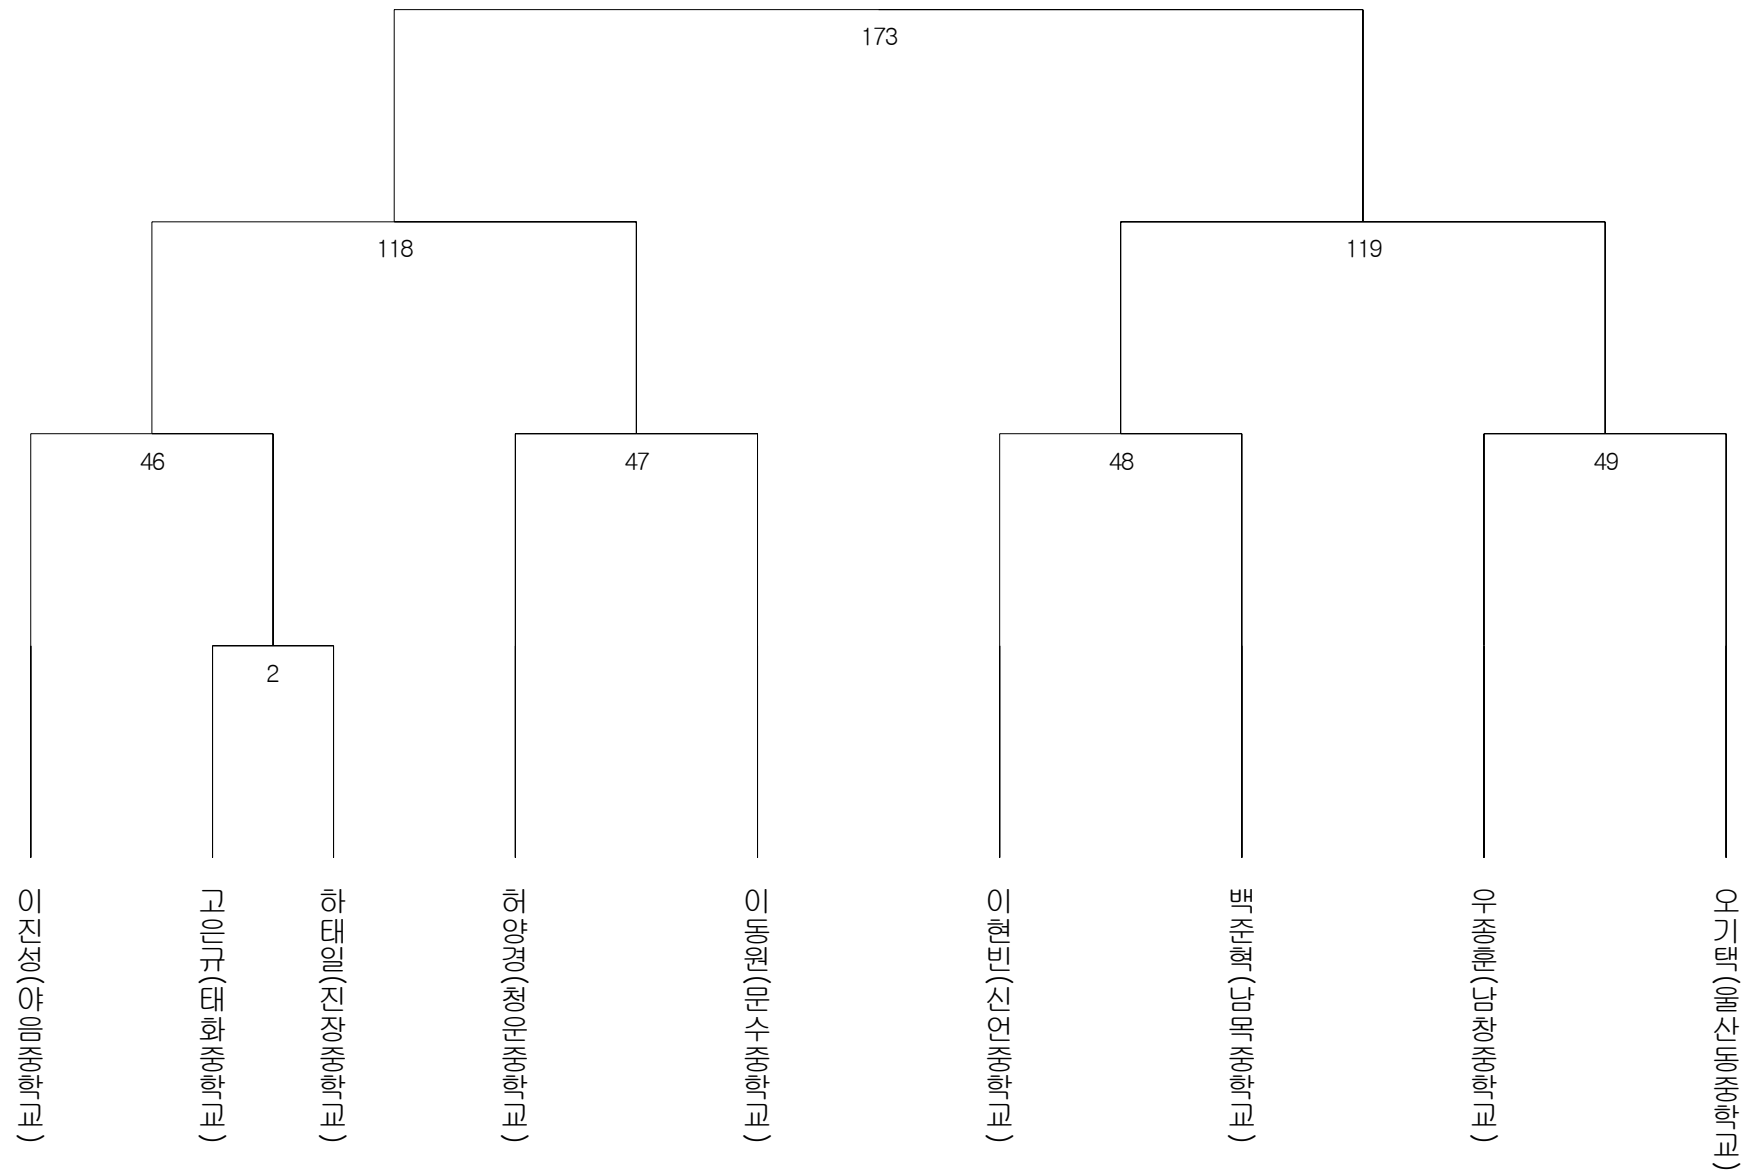 173
118
119
46
47
48
49
2
이진성(야음중학교)
고은규(태화중학교)
하태일(진장중학교)
허양경(청운중학교)
이동원(문수중학교)
이현빈(신언중학교)
백준혁(남목중학교)
우종훈(남창중학교)
오기택(울산동중학교)